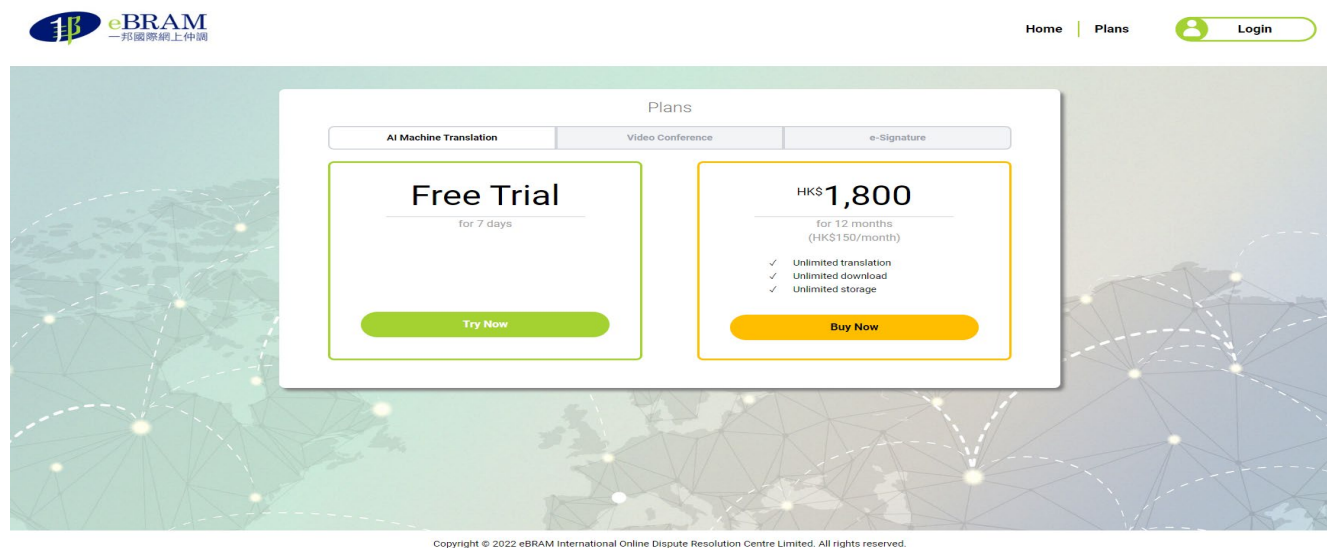 邦 eBRAM
一邦國際網上仲調
Home Plans Login
Plans
AI Machine Translation Video Conference e-Signature
Free Trial
for 7 days
Try Now
HK$1,800
for 12 months
(HK$150/month)
✓ Unlimited translation
✓ Unlimited download
✓ Unlimited storage
Buy Now
Copyright © 2022 eBRAM International Online Dispute Resolution Centre Limited. All rights reserved.